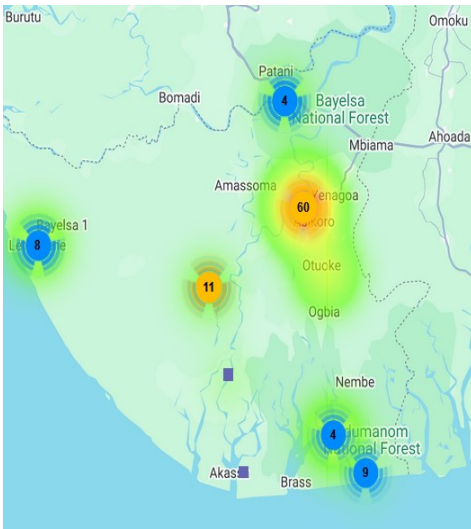 Burutu
Omoku
Patani
4
Bomadi
Bayelsa
National Forest
Ahoada
Mbiama
Amassoma
60
Yenagoa
Bayelsa 1
8
Otuoke
11
Ogbia
Nembe
4
National Forest
9
Brass